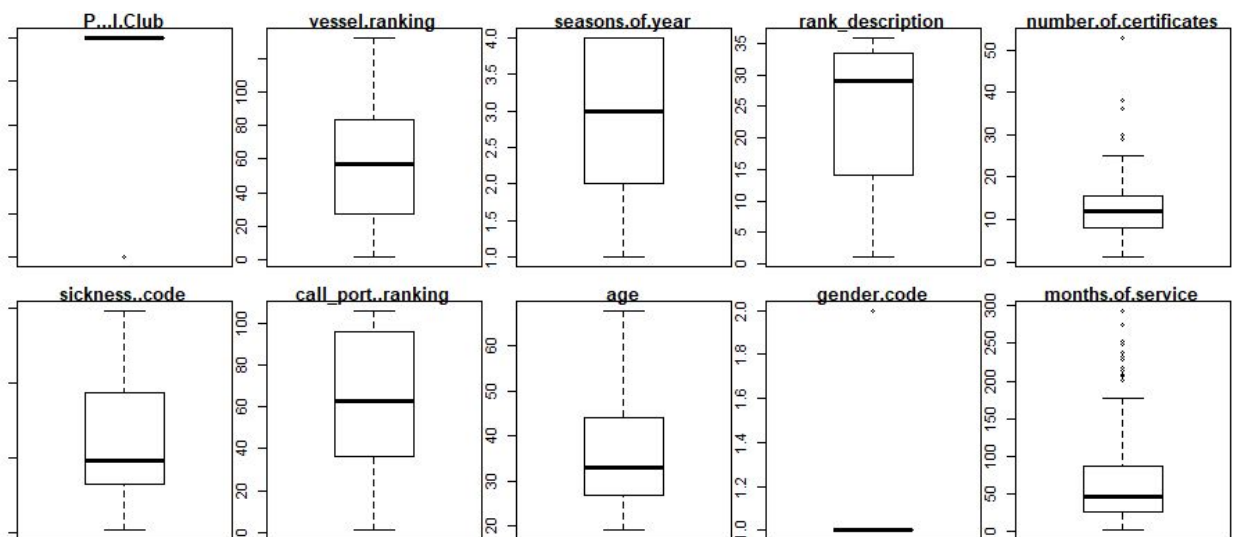 P...I.Club
vessel.ranking
0 20 40 60 80 100
seasons.of.year
1.0 1.5 2.0 2.5 3.0 3.5 4.0
rank_description
0 5 10 15 20 25 30 35
number.of.certificates
0 10 20 30 40 50
sickness..code
call_port..ranking
0 20 40 60 80 100
age
20 30 40 50 60
gender.code
1.0 1.2 1.4 1.6 1.8 2.0
months.of.service
0 50 100 150 200 250 300